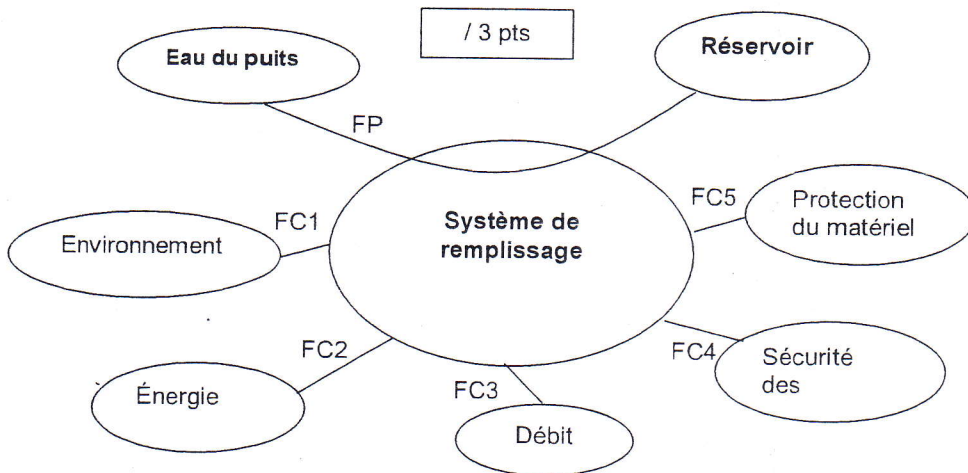 / 3 pts
Eau du puits
Réservoir
FP
FC5
Protection
du matériel
Système de
remplissage
FC1
Environnement
FC2
FC4
Énergie
FC3
Sécurité
des
Débit